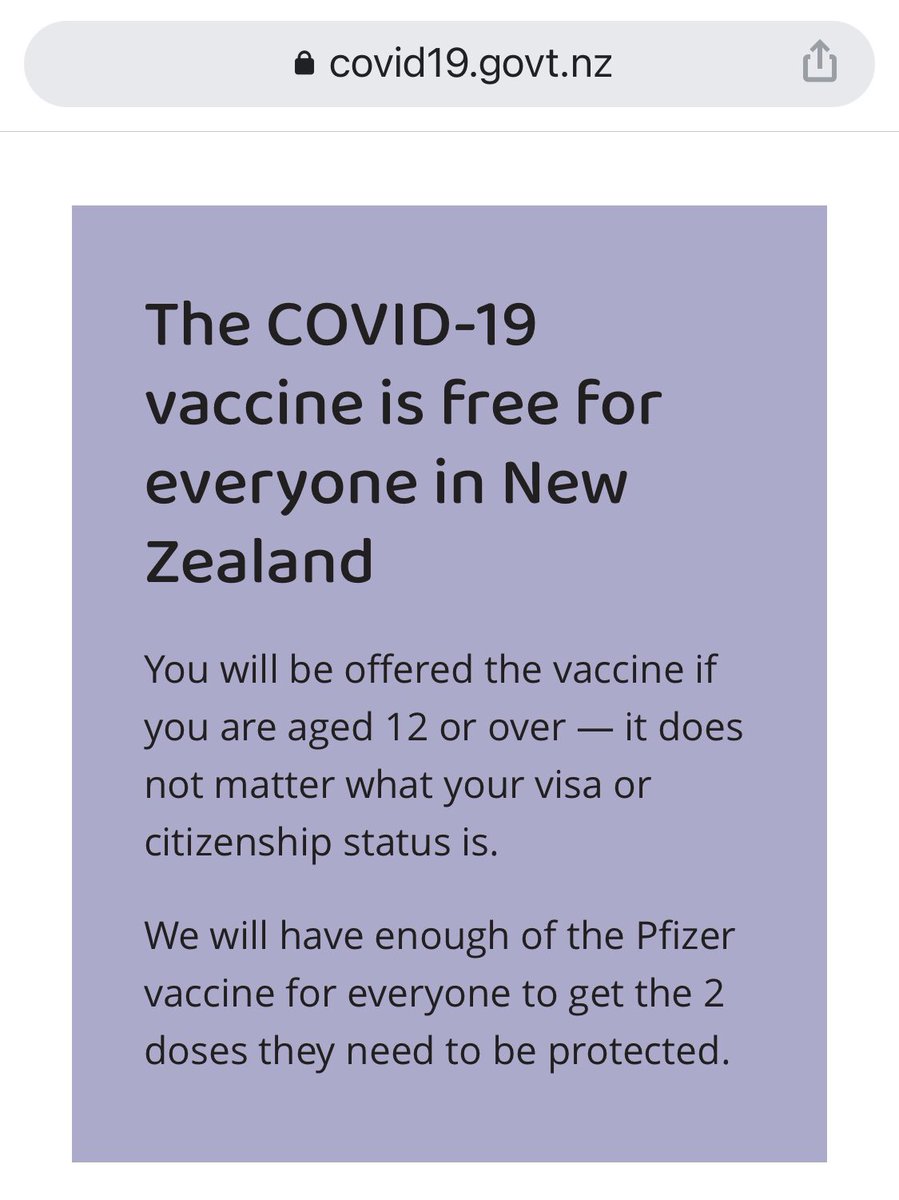 covid19.govt.nz
The COVID-19
vaccine is free for
everyone in New
Zealand
You will be offered the vaccine if
you are aged 12 or over — it does
not matter what your visa or
citizenship status is.
We will have enough of the Pfizer
vaccine for everyone to get the 2
doses they need to be protected.